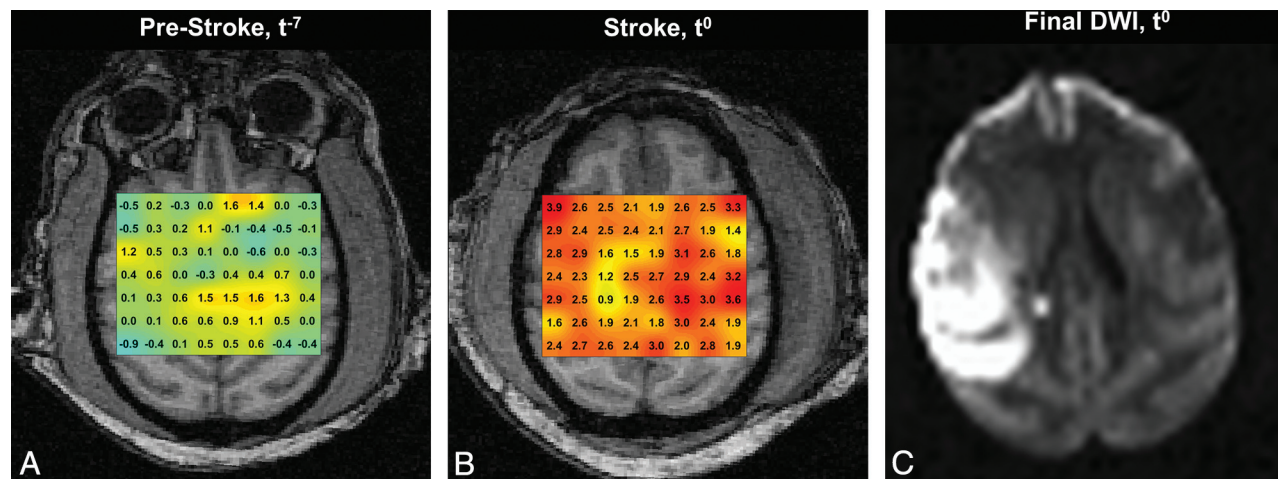 Pre-Stroke, t-7
-0.5 0.2 -0.3 0.0 1.6 1.4 0.0 -0.3
-0.5 0.3 0.2 1.1 -0.1 -0.4 -0.5 -0.1
1.2 0.5 0.3 0.1 0.0 -0.6 0.0 -0.3
0.4 0.6 0.0 -0.3 0.4 0.4 0.7 0.0
0.1 0.3 0.6 1.5 1.5 1.6 1.3 0.4
0.0 0.1 0.6 0.6 0.9 1.1 0.5 0.0
-0.9 -0.4 0.1 0.5 0.5 0.6 -0.4 -0.4
A
Stroke, t0
3.9 2.6 2.5 2.1 1.9 2.6 2.5 3.3
2.9 2.4 2.5 2.4 2.1 2.7 1.9 1.4
2.8 2.9 1.6 1.5 1.9 3.1 2.6 1.8
2.4 2.3 1.2 2.5 2.7 2.9 2.4 3.2
2.9 2.5 0.9 1.9 2.6 3.5 3.0 3.6
1.6 2.6 1.9 2.1 1.8 3.0 2.4 1.9
2.4 2.7 2.6 2.4 3.0 2.0 2.8 1.9
B
Final DWI, t0
C